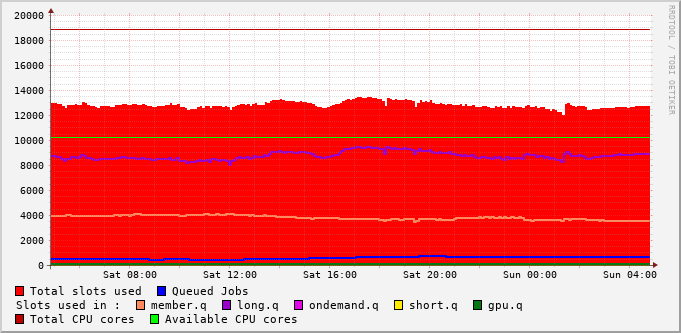 20000
18000
16000
14000
12000
10000
8000
6000
4000
2000
0
Sat 08:00 Sat 12:00 Sat 16:00 Sat 20:00 Sun 00:00 Sun 04:00
Total slots used Queued Jobs
Slots used in : member.q long.q ondemand.q short.q gpu.q
Total CPU cores Available CPU cores
RRDTOOL / TOBI OETIKER